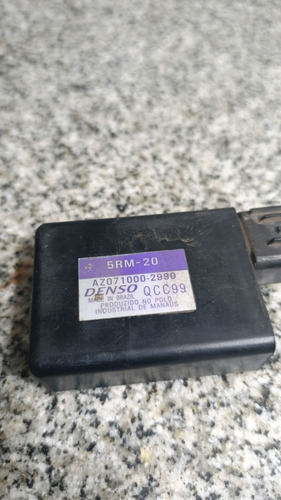 5RM-20
AZ071000-2990
DENSO QCC99
MADE IN BRAZIL
PRODUZIDO NO POLO
INDUSTRIAL DE MANAUS